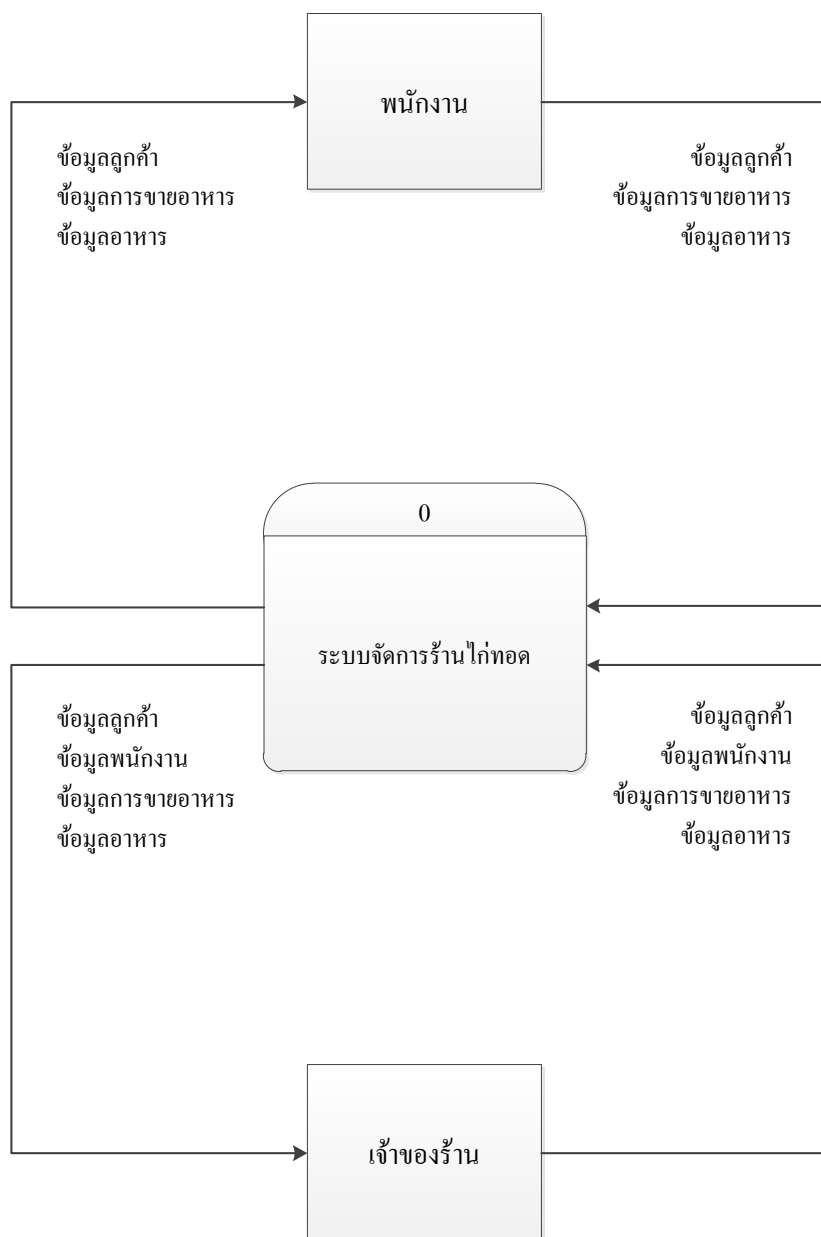 พนักงาน
ข้อมูลลูกค้า
ข้อมูลการขายอาหาร
ข้อมูลอาหาร
ข้อมูลลูกค้า
ข้อมูลการขายอาหาร
ข้อมูลอาหาร
0
ระบบจัดการร้านไก่ทอด
ข้อมูลลูกค้า
ข้อมูลพนักงาน
ข้อมูลการขายอาหาร
ข้อมูลอาหาร
ข้อมูลลูกค้า
ข้อมูลพนักงาน
ข้อมูลการขายอาหาร
ข้อมูลอาหาร
เจ้าของร้าน